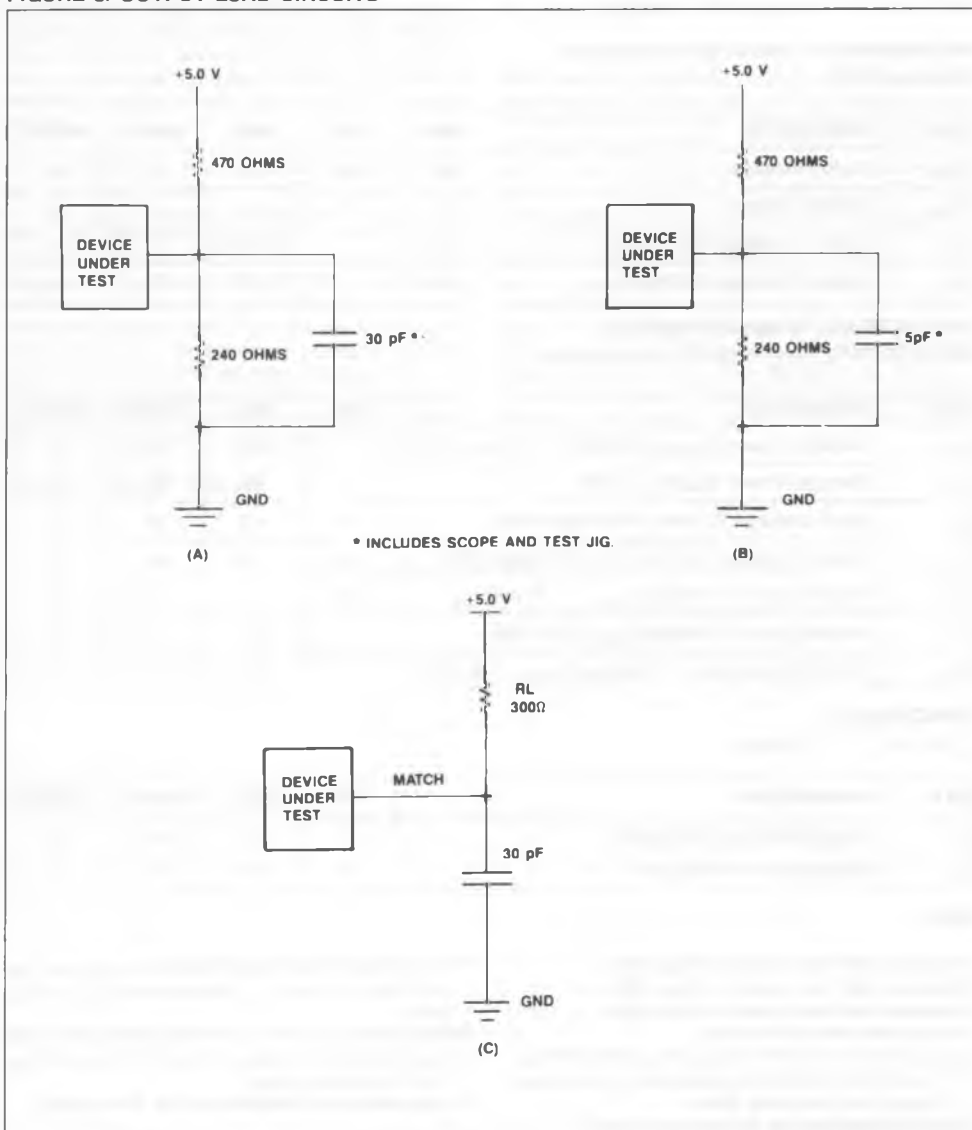 +5.0 V
470 OHMS
DEVICE
UNDER
TEST
30 pF *
240 OHMS
GND
(A)
+5.0 V
470 OHMS
DEVICE
UNDER
TEST
5pF *
240 OHMS
GND
(B)
* INCLUDES SCOPE AND TEST JIG.
+5.0 V
RL
300Ω
DEVICE
UNDER
TEST
MATCH
30 pF
GND
(C)